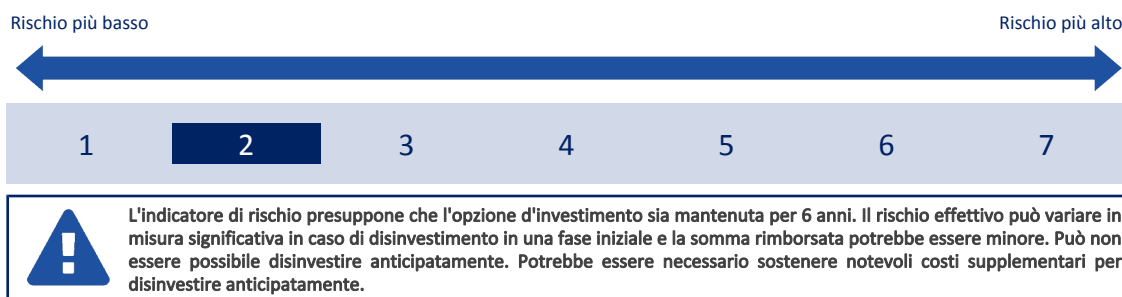 Rischio più basso Rischio più alto
1 2 3 4 5 6 7
L'indicatore di rischio presuppone che l'opzione d'investimento sia mantenuta per 6 anni. Il rischio effettivo può variare in
misura significativa in caso di disinvestimento in una fase iniziale e la somma rimborsata potrebbe essere minore. Può non
essere possibile disinvestire anticipatamente. Potrebbe essere necessario sostenere notevoli costi supplementari per
disinvestire anticipatamente.